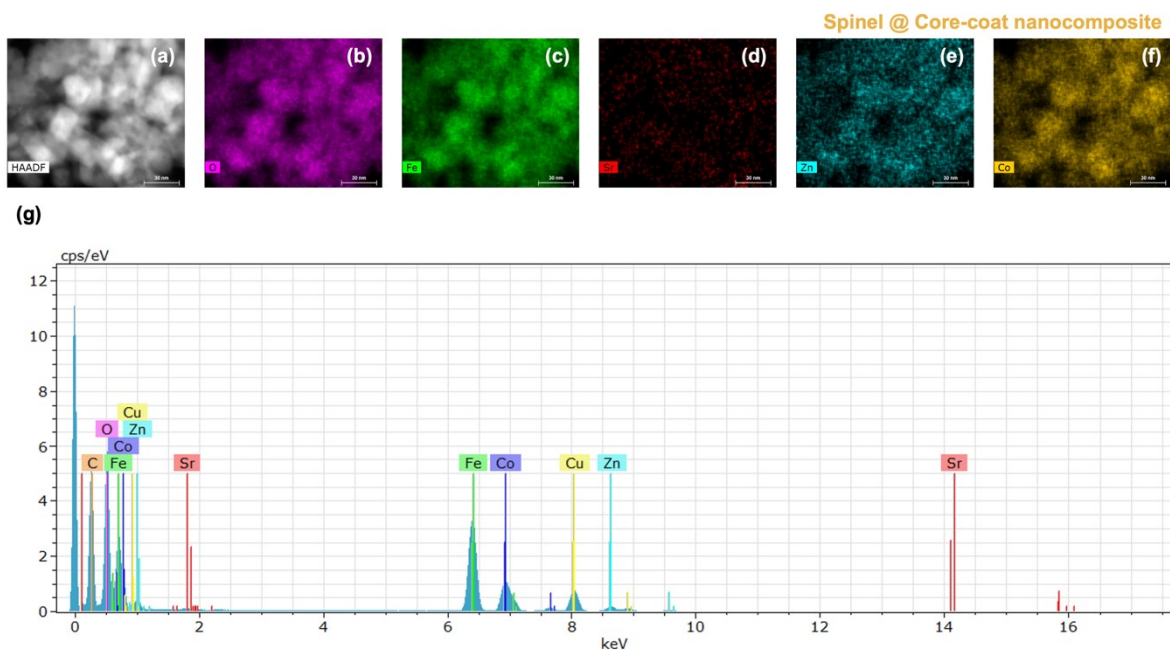 Spinel @ Core-coat nanocomposite
(a) (b) (c) (d) (e) (f)
HAADF O Fe Sr Zn Co
30 nm 30 nm 30 nm 30 nm 30 nm 30 nm
(g)
cps/eV
12
10
8
6
4
2
0
Cu
O Zn
Co
C Fe Sr Fe Co Cu Zn Sr
0 2 4 6 8 10 12 14 16
keV